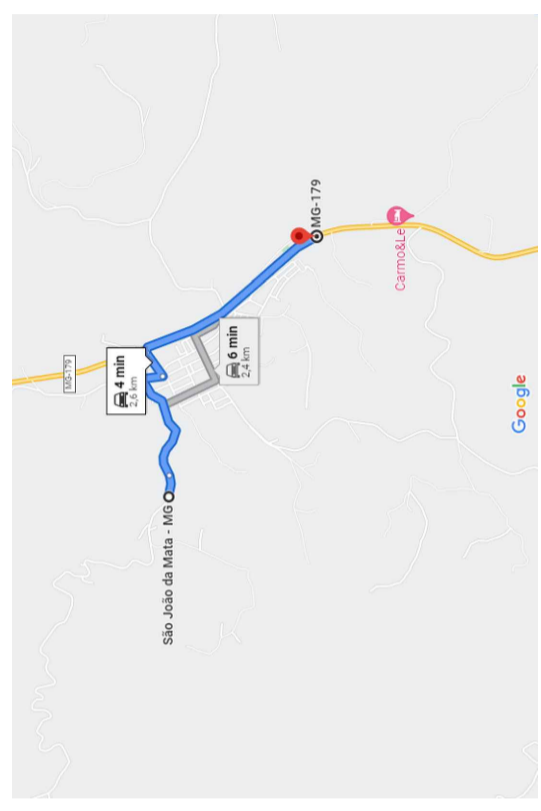 MG-179
4 min
2,6 km
6 min
2,4 km
MG-179
Carmo&Le
São João da Mata - MG
Google